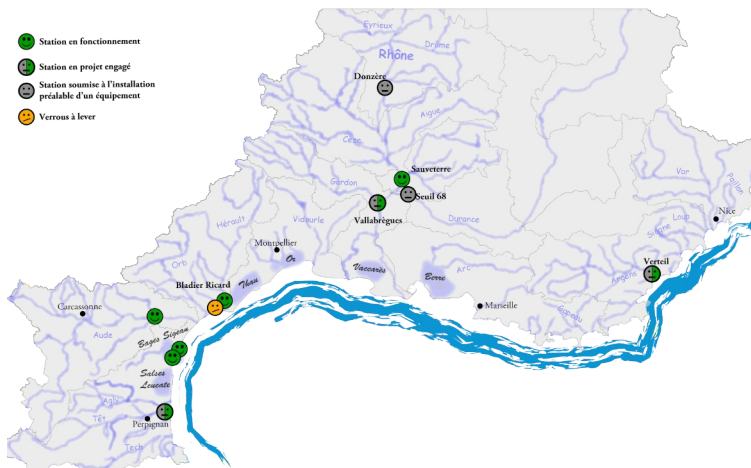 Station en fonctionnement
Station en projet engagé
Station soumise à l'installation
préalable d'un équipement
Verrous à lever
Eyrieux
Drôme
Rhône
Donzère
Aigue
Cèze
Sauveterre
Gardon
Seuil 68
Vallabrègues
Durance
Var
Paillon
Nice
Loup
Siagne
Hérault
Vidourle
Montpellier
Or
Orb
Vaccarès
Berre
Arc
Verteil
Argens
Bladier Ricard
Thau
Marseille
Gapeau
Carcassonne
Aude
Bages Sigean
Salses
Leucate
Agly
Têt
Perpignan
Tech